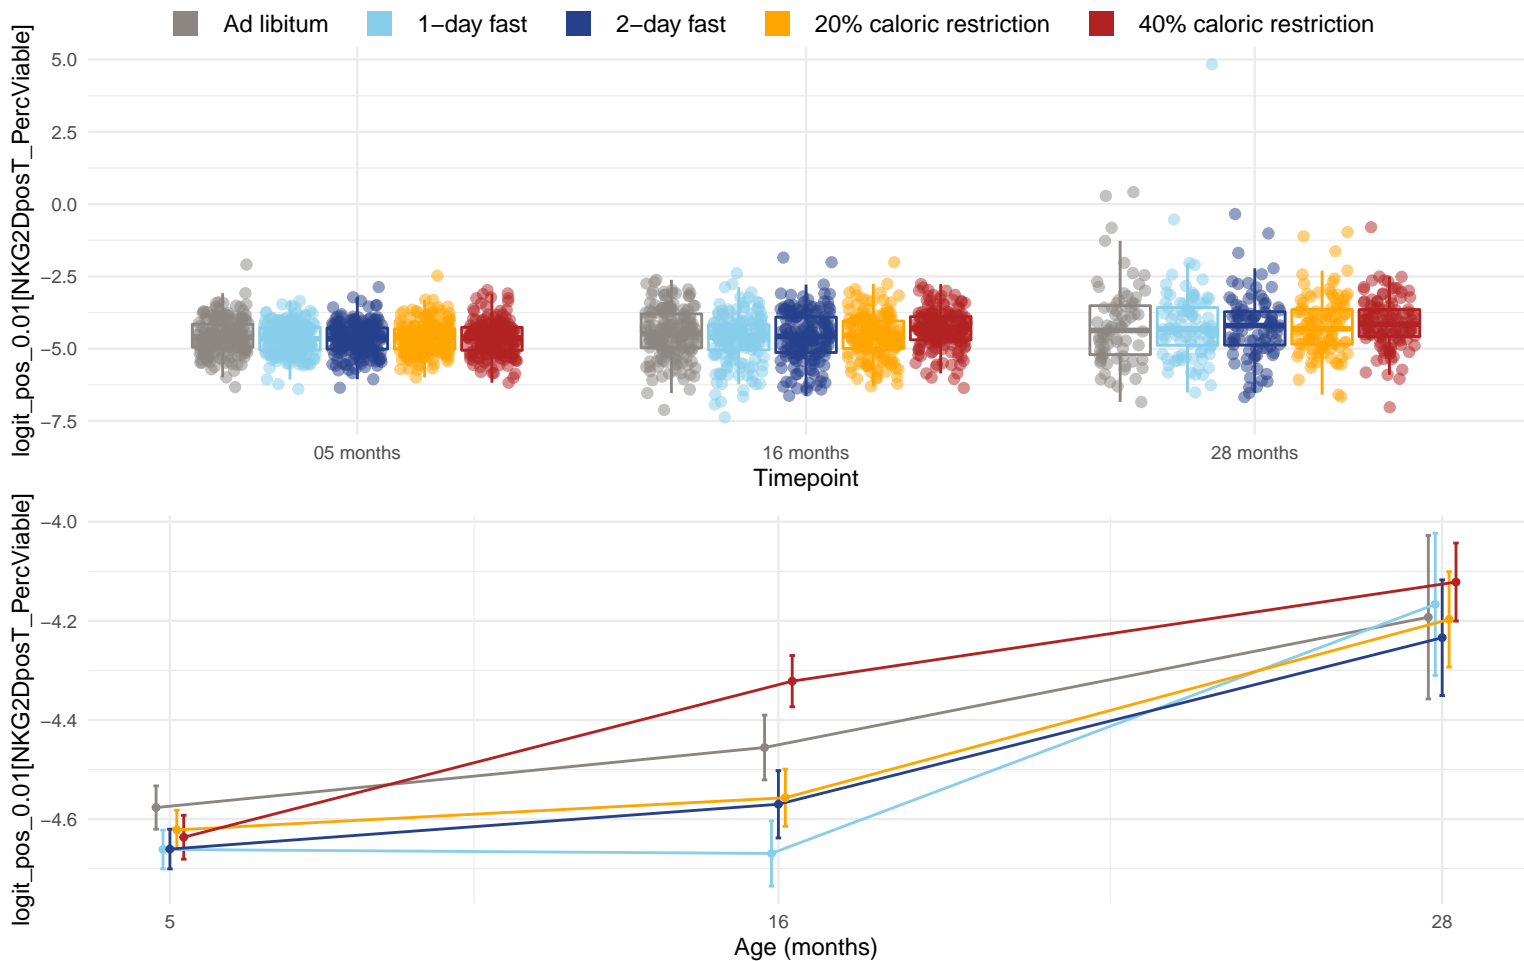 Ad libitum 1−day fast 2−day fast 20% caloric restriction 40% caloric restriction
logit_pos_0.01[NKG2DposT_PercViable]
5.0
2.5
0.0
−2.5
−5.0
−7.5
05 months 16 months 28 months
Timepoint
logit_pos_0.01[NKG2DposT_PercViable]
−4.0
−4.2
−4.4
−4.6
5 16 28
Age (months)